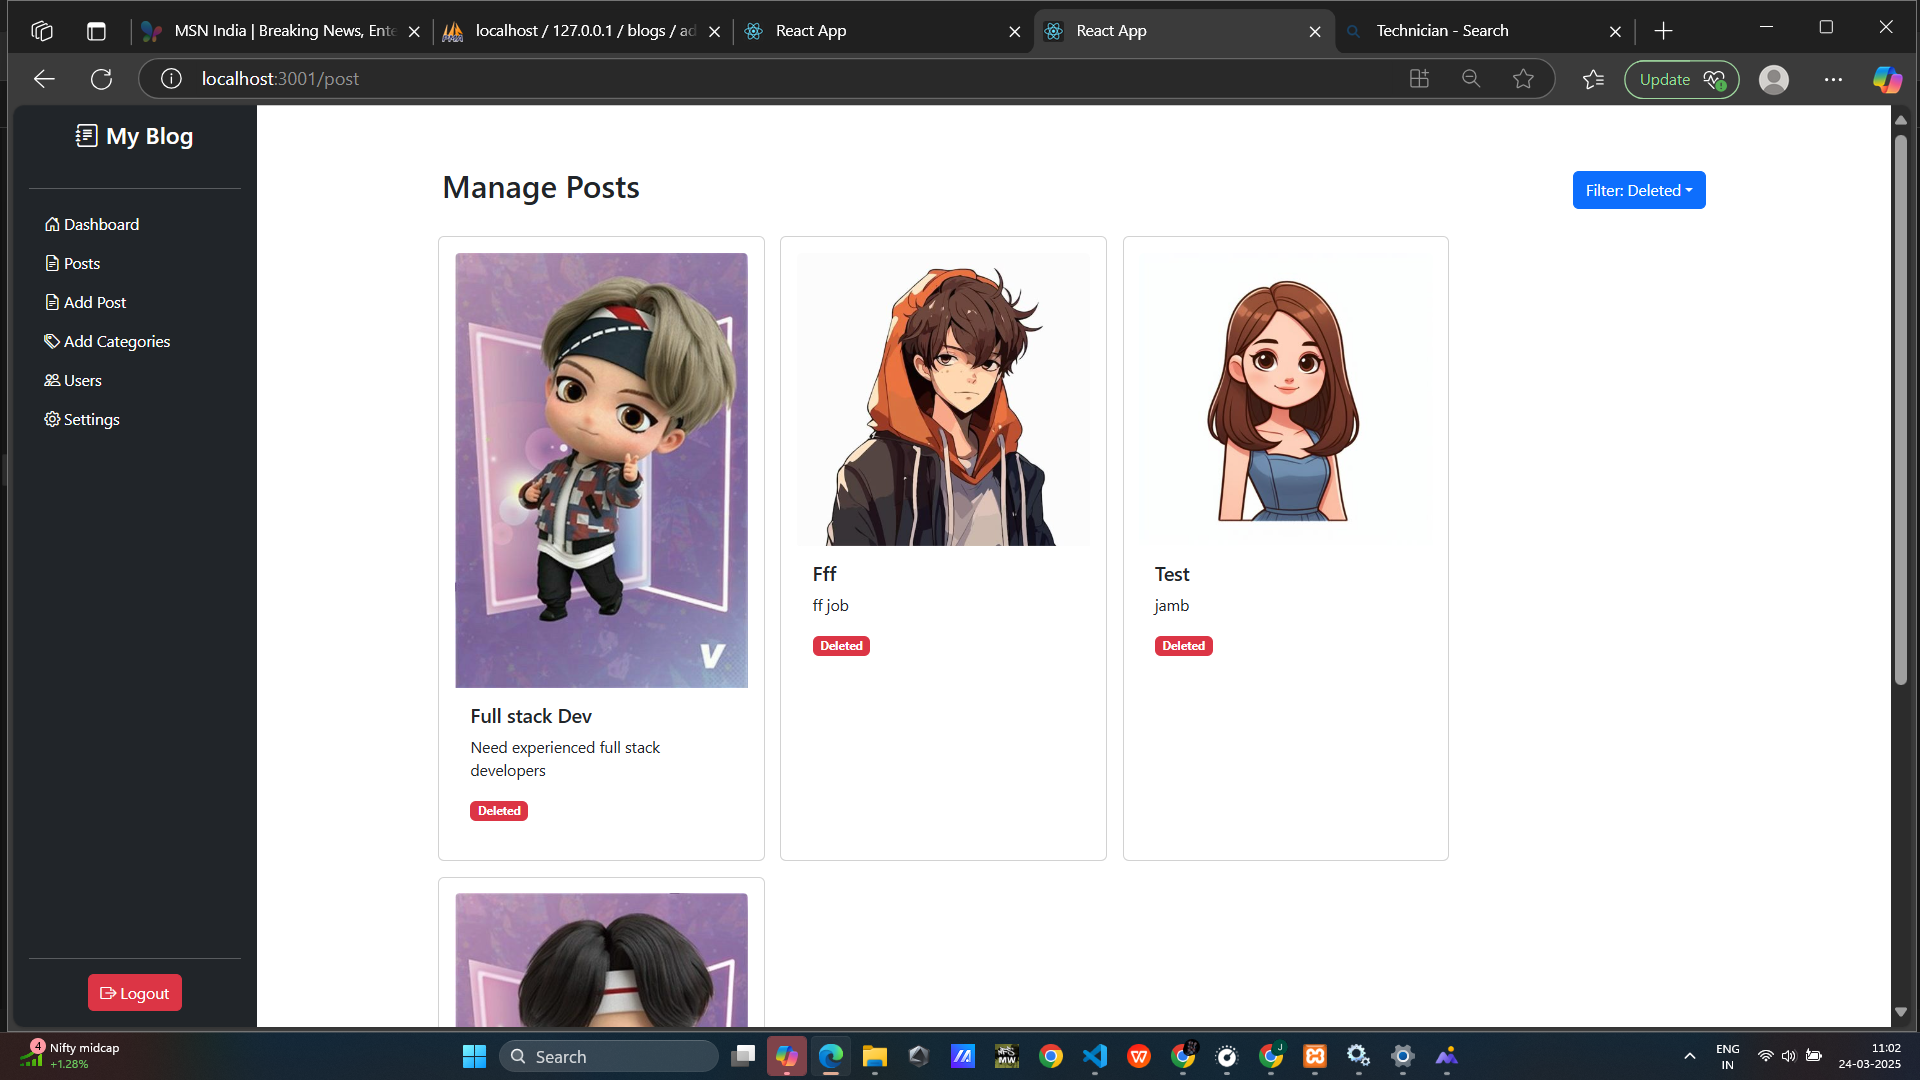 MSN India | Breaking News, Ente
localhost / 127.0.0.1 / blogs / ad
React App
React App
Technician - Search
localhost:3001/post
Update
My Blog
Dashboard
Posts
Add Post
Add Categories
Users
Settings
Logout
Manage Posts
Filter: Deleted
Full stack Dev
Need experienced full stack
developers
Deleted
V
Fff
ff job
Deleted
Test
jamb
Deleted
4
Nifty midcap
+1.28%
Search
MW
J
ENG
IN
11:02
24-03-2025